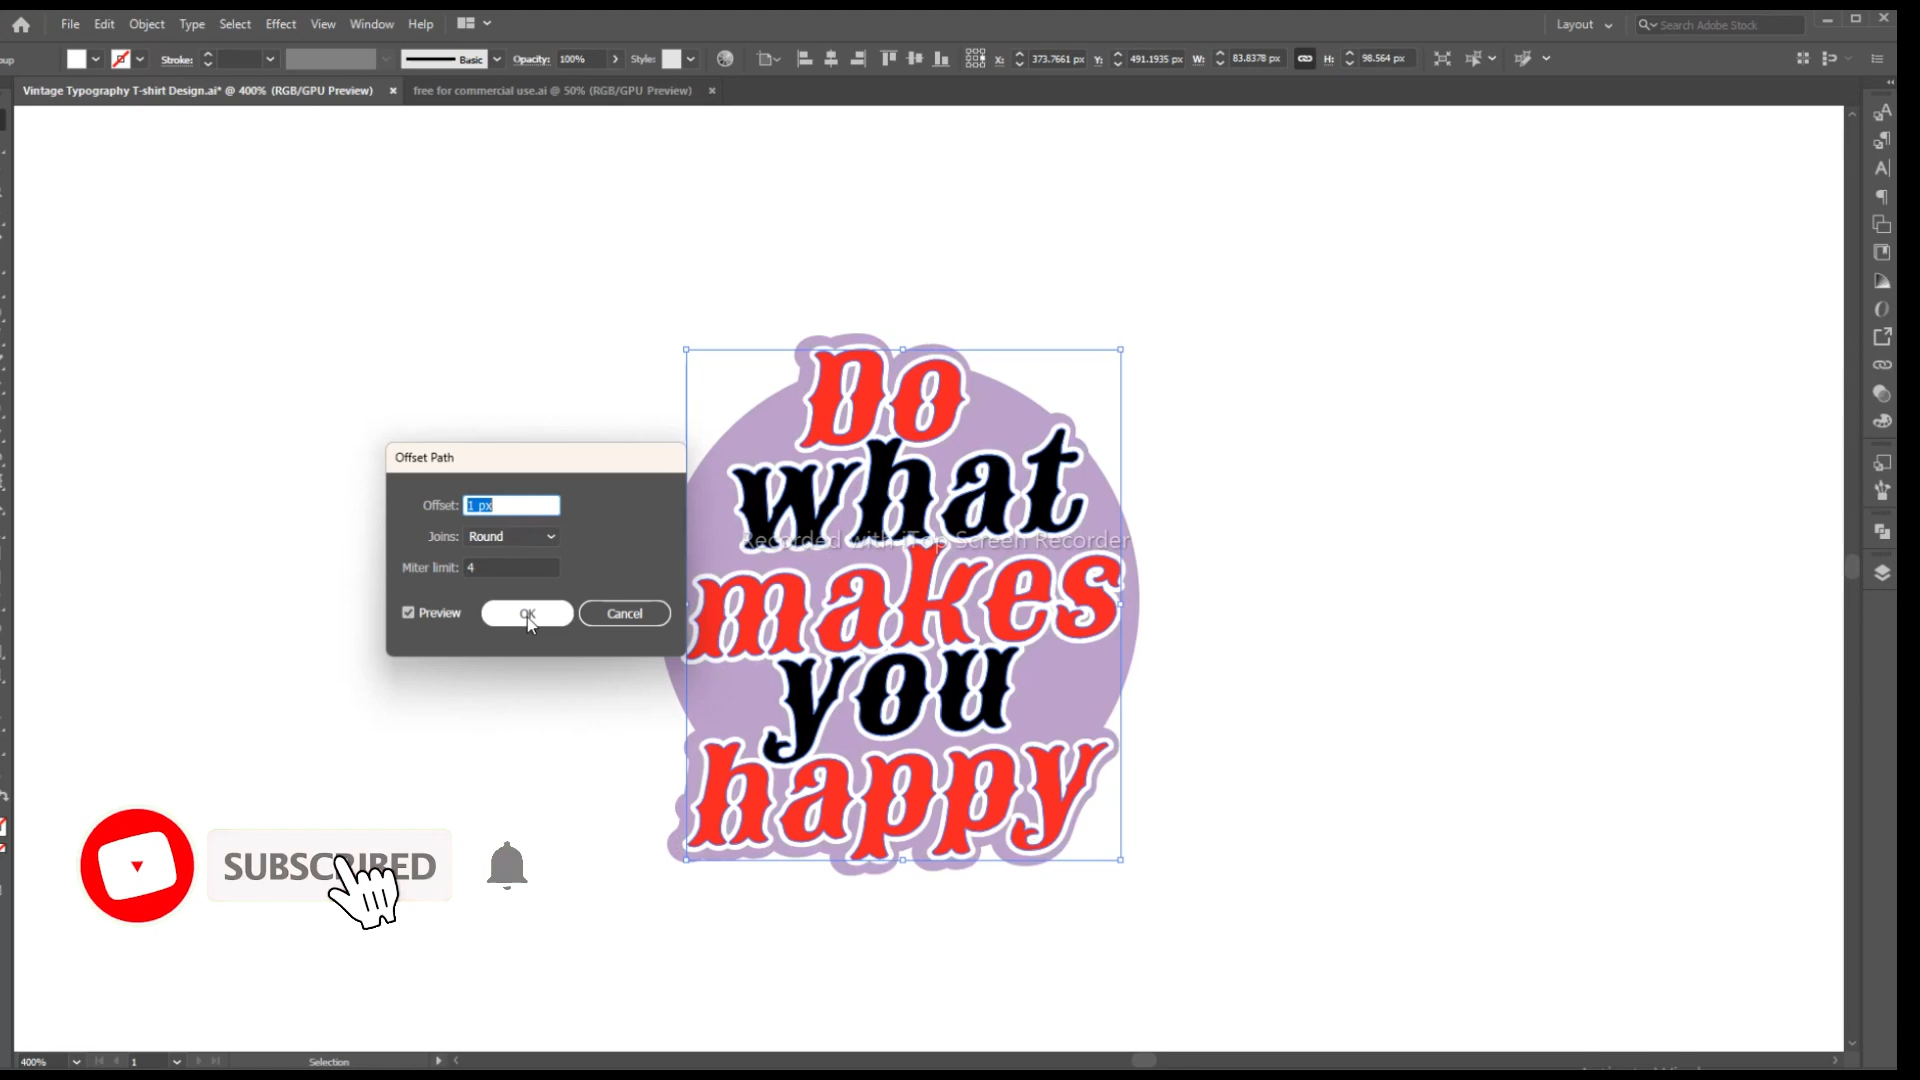 File Edit Object Type Select Effect View Window Help
Layout
Search Adobe Stock
oup
Stroke:
Basic
Opacity: 100%
Style:
X: 373.7661 px
Y: 491.1935 px
W: 83.8378 px
H: 98.564 px
Vintage Typography T-shirt Design.ai* @ 400% (RGB/GPU Preview)
free for commercial use.ai @ 50% (RGB/GPU Preview)
Do
what
Recorded with iTop Screen Recorder
makes
you
happy
Offset Path
Offset: 1 px
Joins: Round
Miter limit: 4
Preview
OK
Cancel
SUBSCRIBED
400%
1
Selection